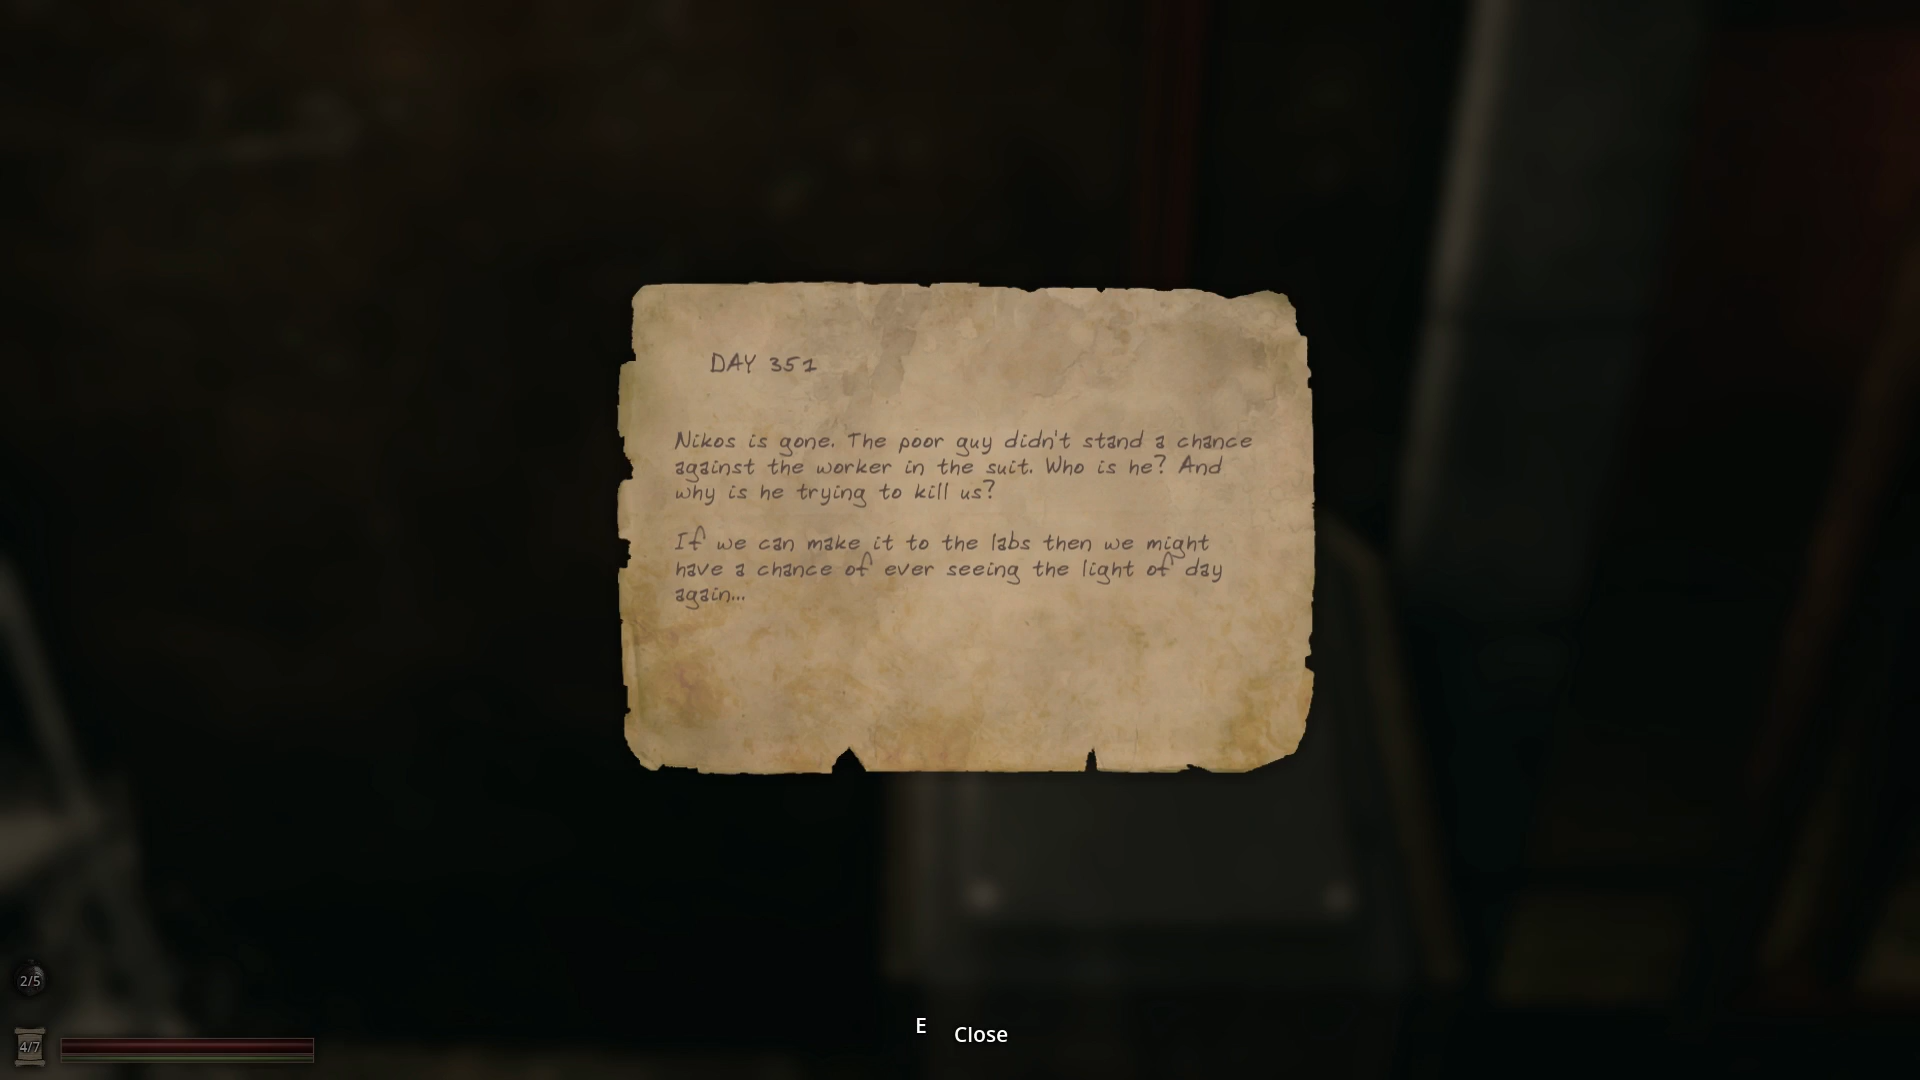 DAY 351
Nikos is gone. The poor guy didn't stand a chance
against the worker in the suit. Who is he? And
why is he trying to kill us?
If we can make it to the labs then we might
have a chance of ever seeing the light of day
again...
2/5
4/7
E
Close